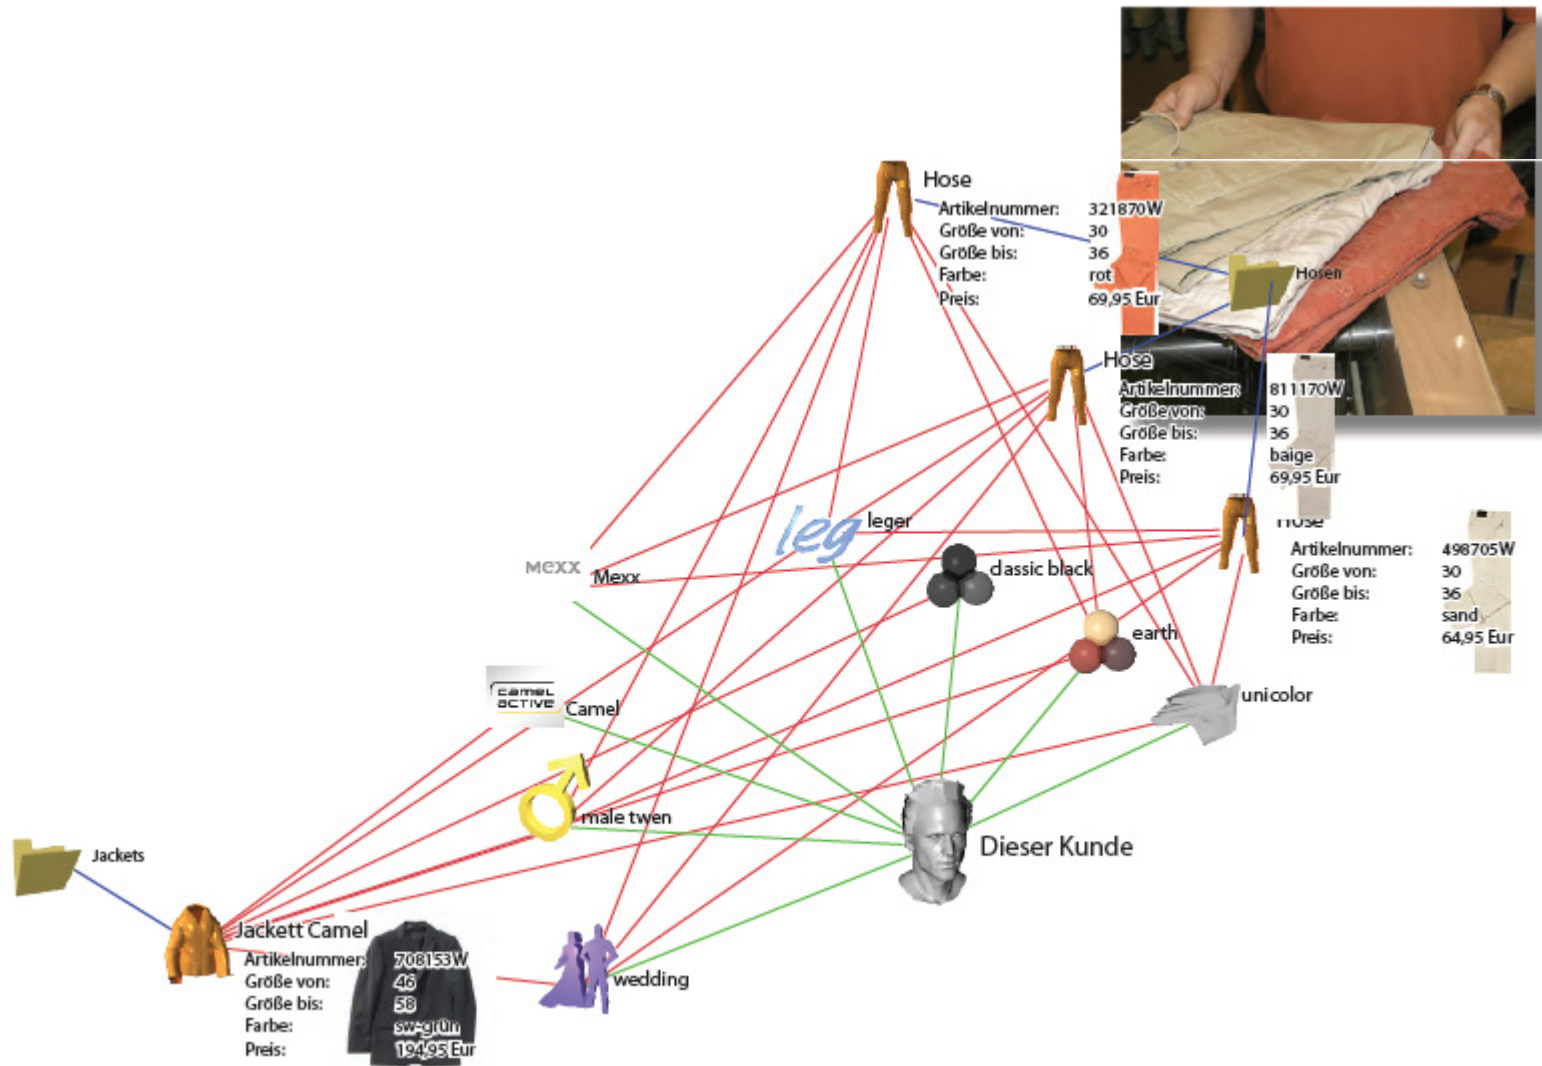 Hose
Artikelnummer: 321870W
Größe von: 30
Größe bis: 36
Farbe: rot
Preis: 69,95 Eur
Hosen
Hose
Artikelnummer: 811170W
Größe von: 30
Größe bis: 36
Farbe: baige
Preis: 69,95 Eur
Hose
Artikelnummer: 498705W
Größe von: 30
Größe bis: 36
Farbe: sand
Preis: 64,95 Eur
leg
leger
mexx
Mexx
classic black
earth
unicolor
camel
active
Camel
male twen
Dieser Kunde
Jackets
Jackett Camel
Artikelnummer: 708153W
Größe von: 46
Größe bis: 58
Farbe: sw-grün
Preis: 194,95 Eur
wedding